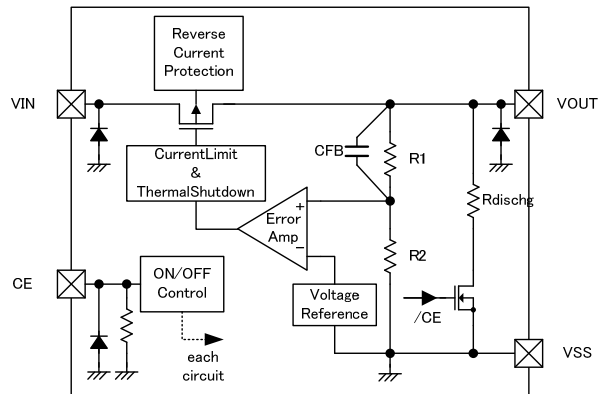 Reverse
Current
Protection
VIN
VOUT
CFB
R1
CurrentLimit
&
ThermalShutdown
Rdischg
+
Error
Amp
−
R2
CE
ON/OFF
Control
Voltage
Reference
/CE
each
circuit
VSS